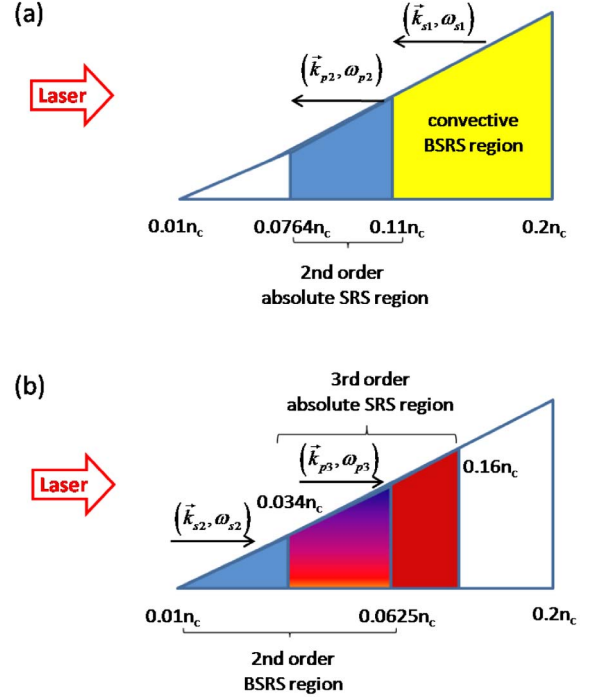 (a)
(k⃗s1, ωs1)
(k⃗p2, ωp2)
Laser
convective
BSRS region
0.01nc
0.0764nc
0.11nc
0.2nc
2nd order
absolute SRS region
(b)
3rd order
absolute SRS region
(k⃗p3, ωp3)
Laser
0.16nc
0.034nc
(k⃗s2, ωs2)
0.01nc
0.0625nc
0.2nc
2nd order
BSRS region